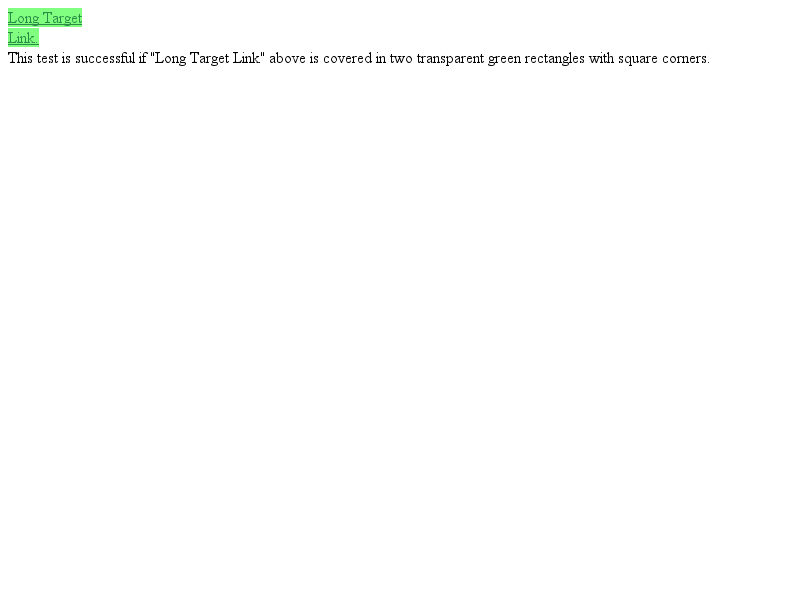 Long Target
Link.
This test is successful if "Long Target Link" above is covered in two transparent green rectangles with square corners.